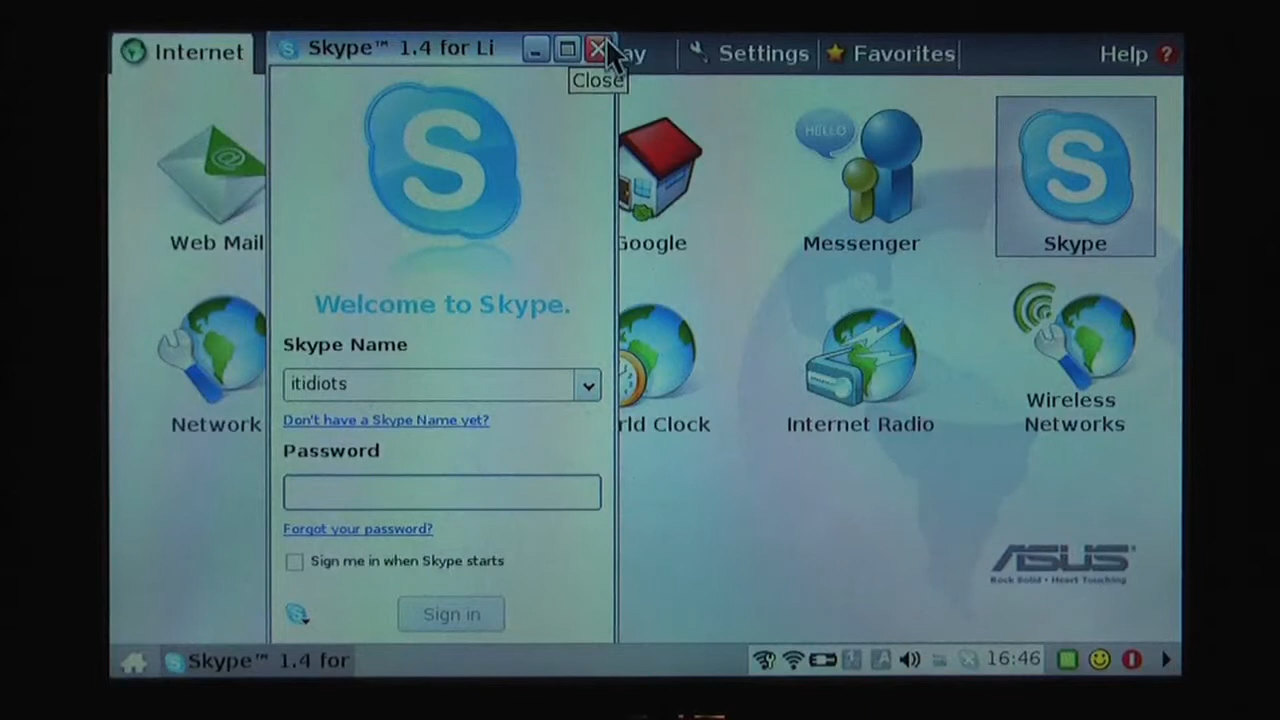 Internet
Skype™ 1.4 for Li
ay
Settings
Favorites
Help ?
Close
HELLO
Web Mail
Google
Messenger
Skype
Welcome to Skype.
Skype Name
itidiots
Don't have a Skype Name yet?
Network
rld Clock
Internet Radio
Wireless
Networks
Password
Forgot your password?
Sign me in when Skype starts
ASUS
Rock Solid • Heart Touching
Sign in
Skype™ 1.4 for
16:46